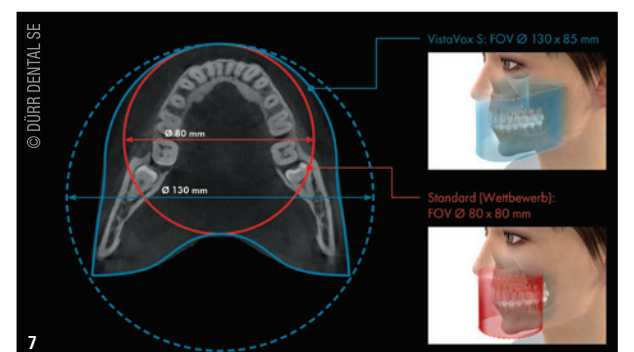 © DÜRR DENTAL SE
VistaVox S: FOV Ø 130 x 85 mm
Ø 80 mm
Ø 130 mm
Standard (Wettbewerb):
FOV Ø 80 x 80 mm
7